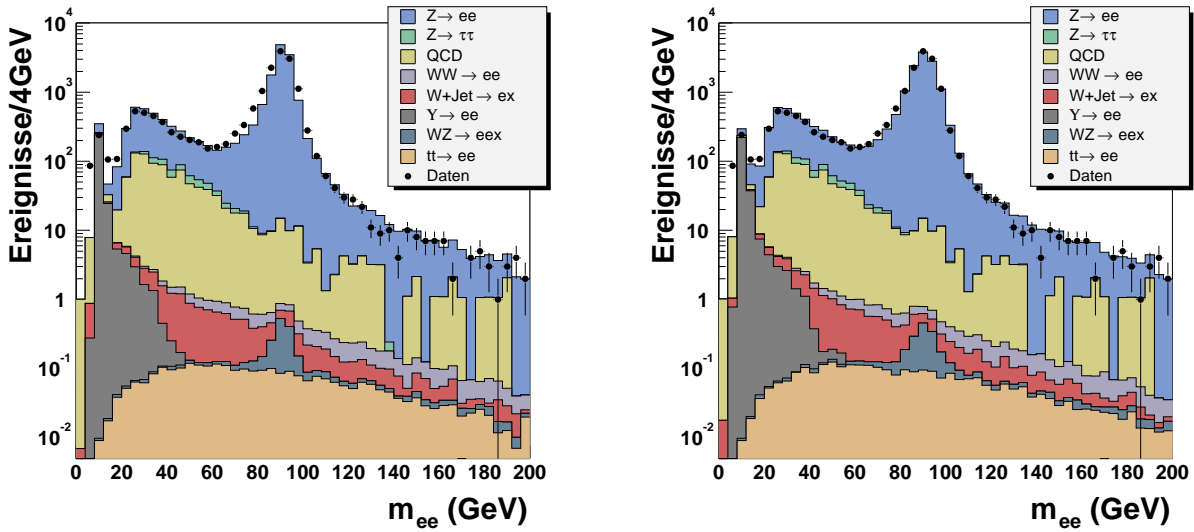 Ereignisse/4GeV
10^4
10^3
10^2
10
1
10^-1
10^-2
Z→ ee
Z→ ττ
QCD
WW→ ee
W+Jet→ ex
Y→ ee
WZ→ eex
tt→ ee
Daten
0 20 40 60 80 100 120 140 160 180 200
m_ee (GeV)
Ereignisse/4GeV
10^4
10^3
10^2
10
1
10^-1
10^-2
Z→ ee
Z→ ττ
QCD
WW→ ee
W+Jet→ ex
Y→ ee
WZ→ eex
tt→ ee
Daten
0 20 40 60 80 100 120 140 160 180 200
m_ee (GeV)